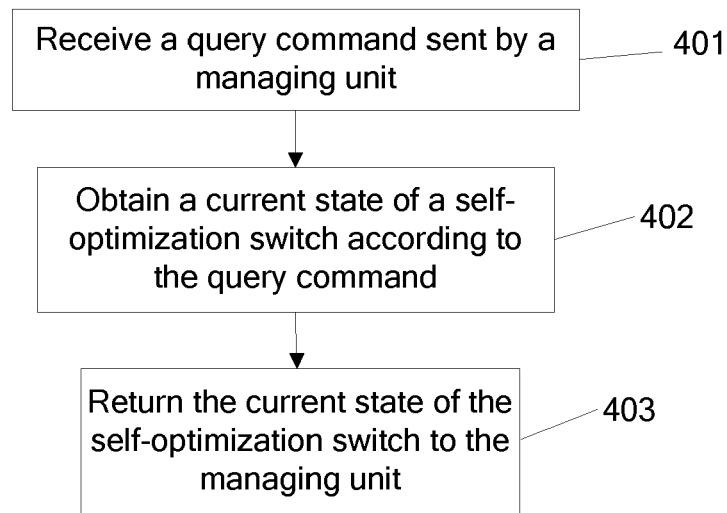 Receive a query command sent by a
managing unit
401
Obtain a current state of a self-
optimization switch according to
the query command
402
Return the current state of the
self-optimization switch to the
managing unit
403